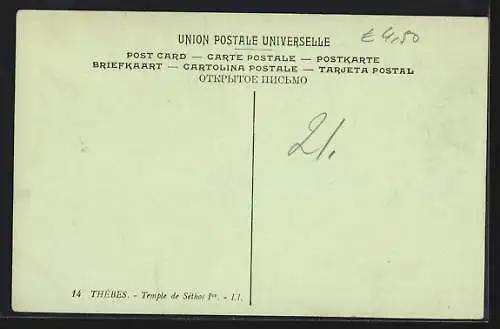 UNION POSTALE UNIVERSELLE
€ 4,50
POST CARD — CARTE POSTALE — POSTKARTE
BRIEFKAART — CARTOLINA POSTALE — TARJETA POSTAL
ОТКРЫТОЕ ПИСЬМО
2/.
14 THÈBES. - Temple de Séthos Ier. - LL.